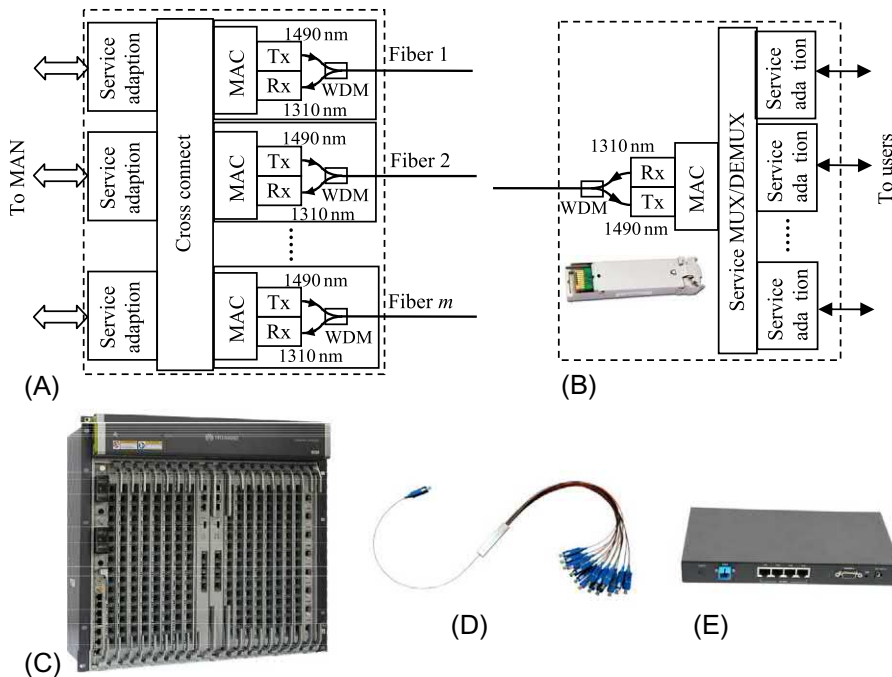 To MAN
Service
adaption
Cross connect
MAC
1490 nm
Tx
Rx
1310 nm
WDM
Fiber 1
Service
adaption
MAC
1490 nm
Tx
Rx
1310 nm
WDM
Fiber 2
Service
adaption
MAC
1490 nm
Tx
Rx
1310 nm
WDM
Fiber m
(A)
WDM
1310 nm
Rx
Tx
1490 nm
MAC
Service MUX/DEMUX
Service
ada tion
Service
ada tion
Service
ada tion
To users
(B)
(C)
(D)
(E)